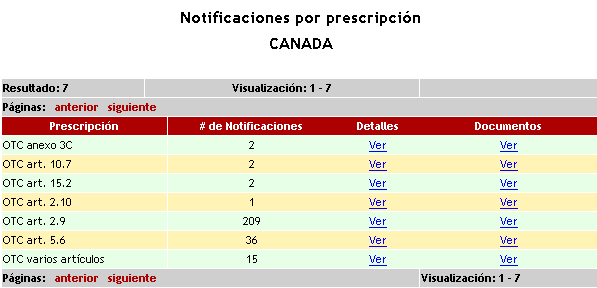 Notificaciones por prescripción
CANADA
Resultado: 7 Visualización: 1 - 7
Páginas: anterior siguiente
Prescripción # de Notificaciones Detalles Documentos
OTC anexo 3C 2 Ver Ver
OTC art. 10.7 2 Ver Ver
OTC art. 15.2 2 Ver Ver
OTC art. 2.10 1 Ver Ver
OTC art. 2.9 209 Ver Ver
OTC art. 5.6 36 Ver Ver
OTC varios artículos 15 Ver Ver
Páginas: anterior siguiente Visualización: 1 - 7